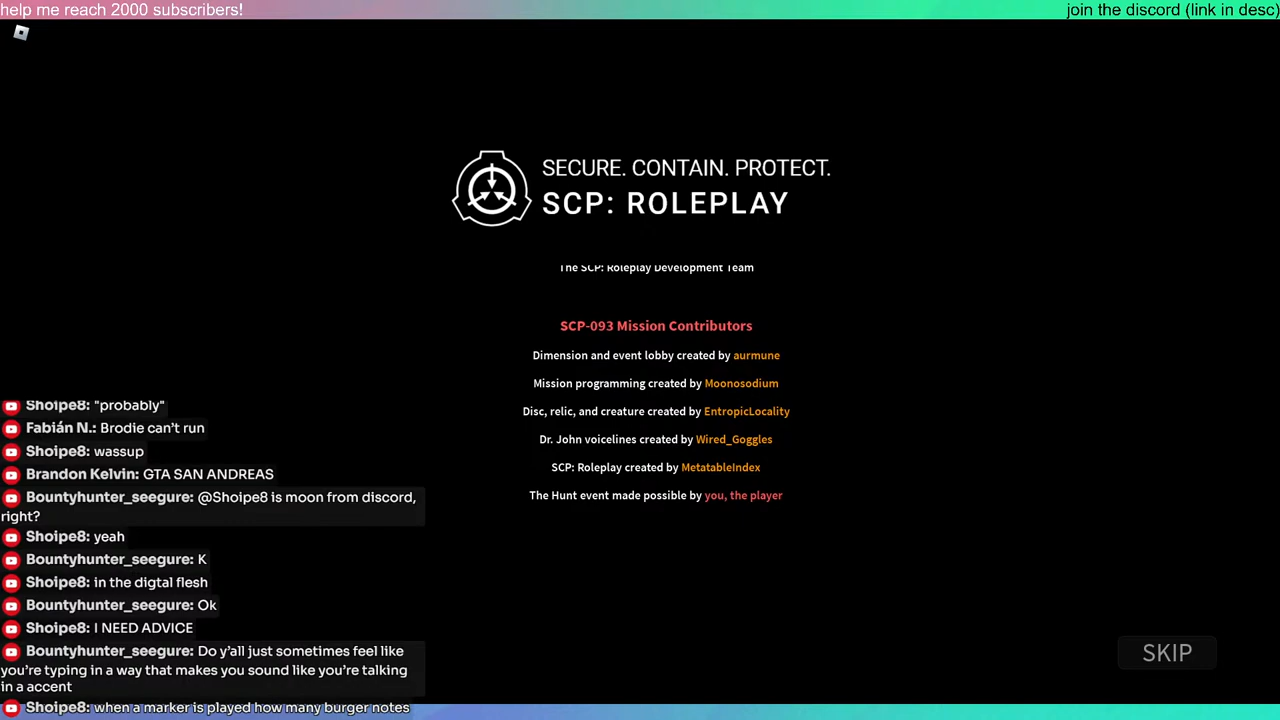 help me reach 2000 subscribers!
join the discord (link in desc)
SECURE. CONTAIN. PROTECT.
SCP: ROLEPLAY
The SCP: Roleplay Development Team
SCP-093 Mission Contributors
Dimension and event lobby created by aurmune
Mission programming created by Moonosodium
Disc, relic, and creature created by EntropicLocality
Dr. John voicelines created by Wired_Goggles
SCP: Roleplay created by MetatableIndex
The Hunt event made possible by you, the player
Shoipe8: "probably"
Fabián N.: Brodie can't run
Shoipe8: wassup
Brandon Kelvin: GTA SAN ANDREAS
Bountyhunter_seegure: @Shoipe8 is moon from discord,
right?
Shoipe8: yeah
Bountyhunter_seegure: K
Shoipe8: in the digtal flesh
Bountyhunter_seegure: Ok
Shoipe8: I NEED ADVICE
Bountyhunter_seegure: Do y'all just sometimes feel like
you're typing in a way that makes you sound like you're talking
in a accent
Shoipe8: when a marker is played how many burger notes
SKIP